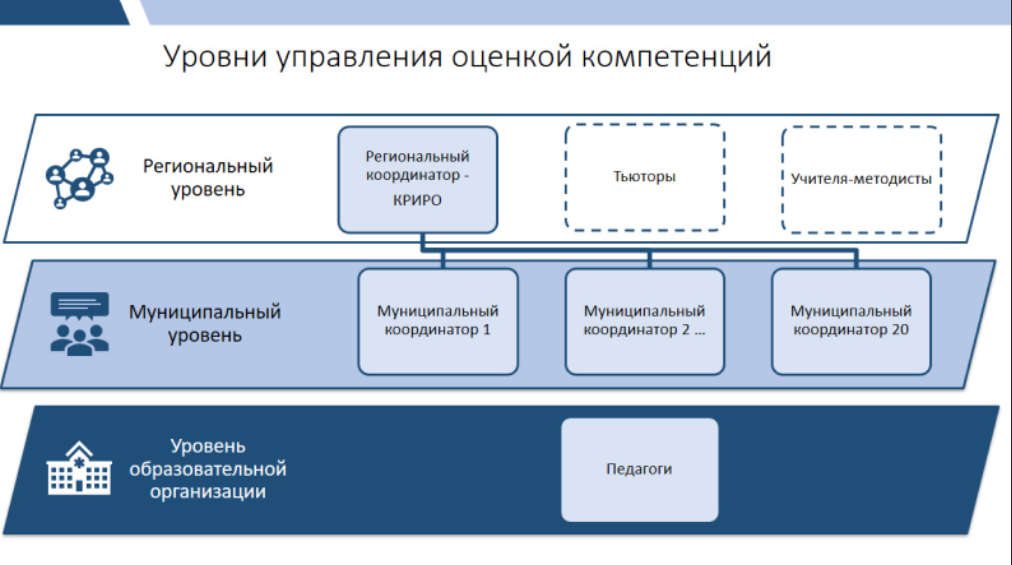 Уровни управления оценкой компетенций
Региональный
уровень
Региональный
координатор -
КРИРО
Тьюторы
Учителя-методисты
Муниципальный
уровень
Муниципальный
координатор 1
Муниципальный
координатор 2 ...
Муниципальный
координатор 20
Уровень
образовательной
организации
Педагоги